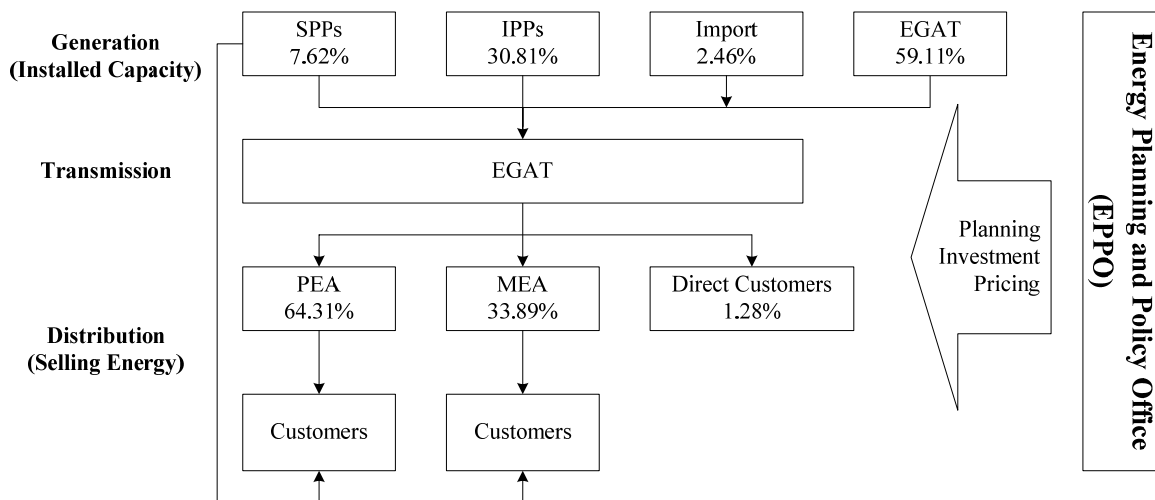 Generation
(Installed Capacity)
SPPs
7.62%
IPPs
30.81%
Import
2.46%
EGAT
59.11%
Transmission
EGAT
Distribution
(Selling Energy)
PEA
64.31%
MEA
33.89%
Direct Customers
1.28%
Customers
Customers
Planning
Investment
Pricing
Energy Planning and Policy Office
(EPPO)